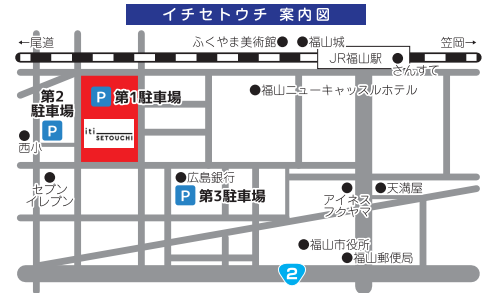 イチセトウチ 案内図
←尾道
ふくやま美術館
福山城
笠岡→
JR福山駅
さんすて
第2
駐車場
P
P 第1駐車場
福山ニューキャッスルホテル
iti
SETOUCHI
西小
セブン
イレブン
広島銀行
P 第3駐車場
アイネス
フクヤマ
天満屋
福山市役所
福山郵便局
2